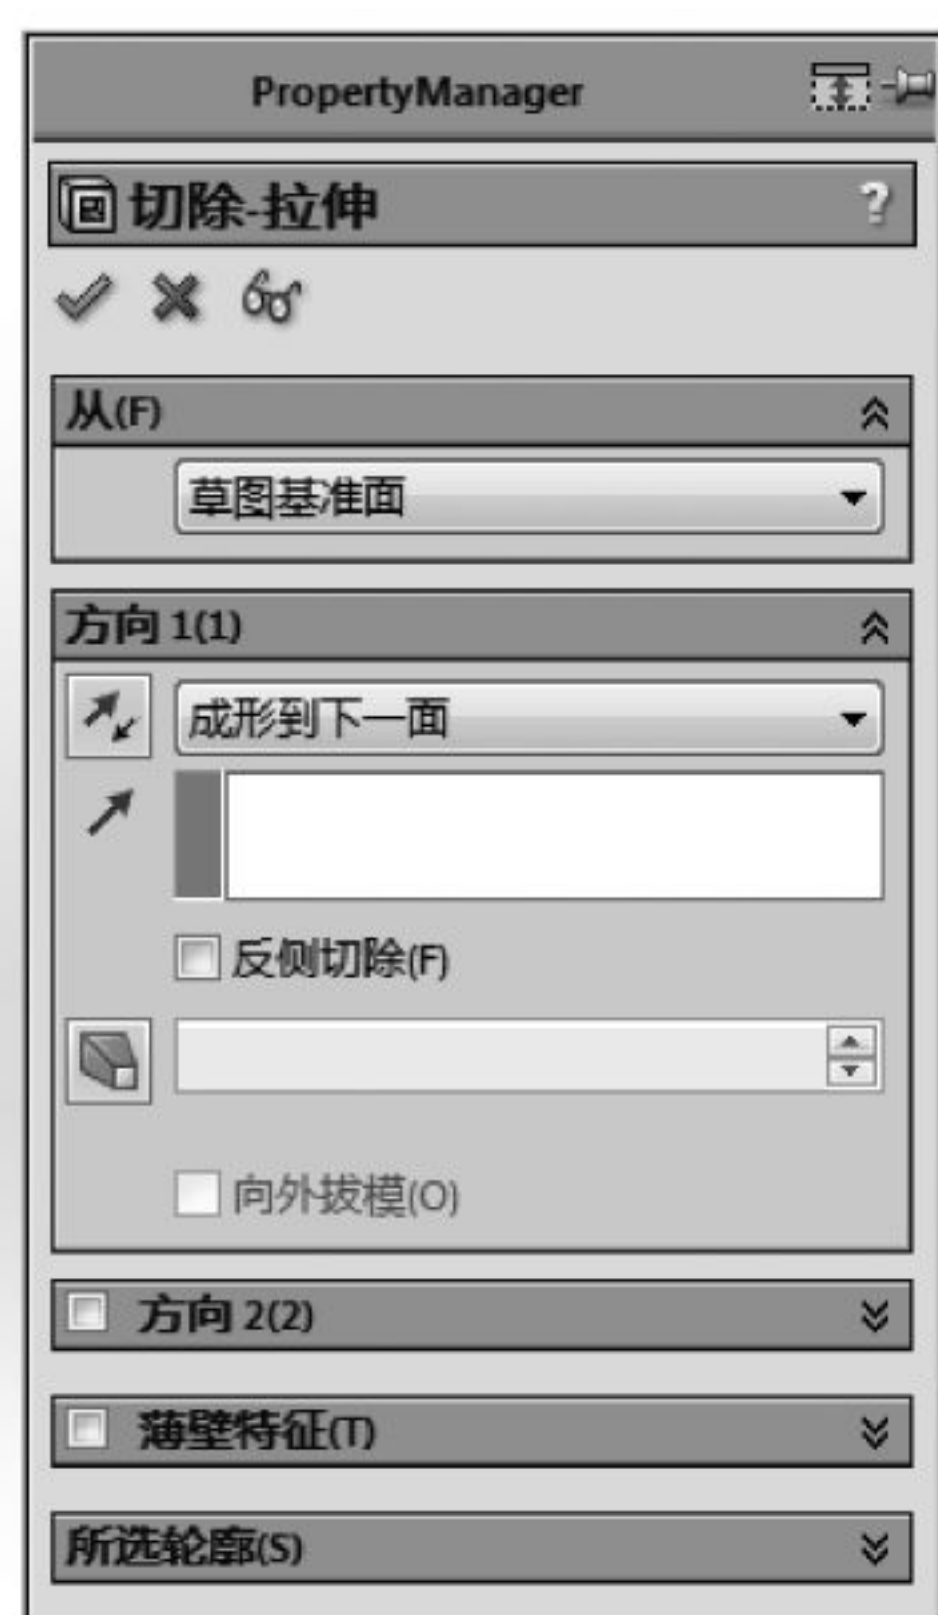 PropertyManager
切除-拉伸
?
从(F)
草图基准面
方向 1(1)
成形到下一面
反侧切除(F)
向外拔模(O)
方向 2(2)
薄壁特征(T)
所选轮廓(S)